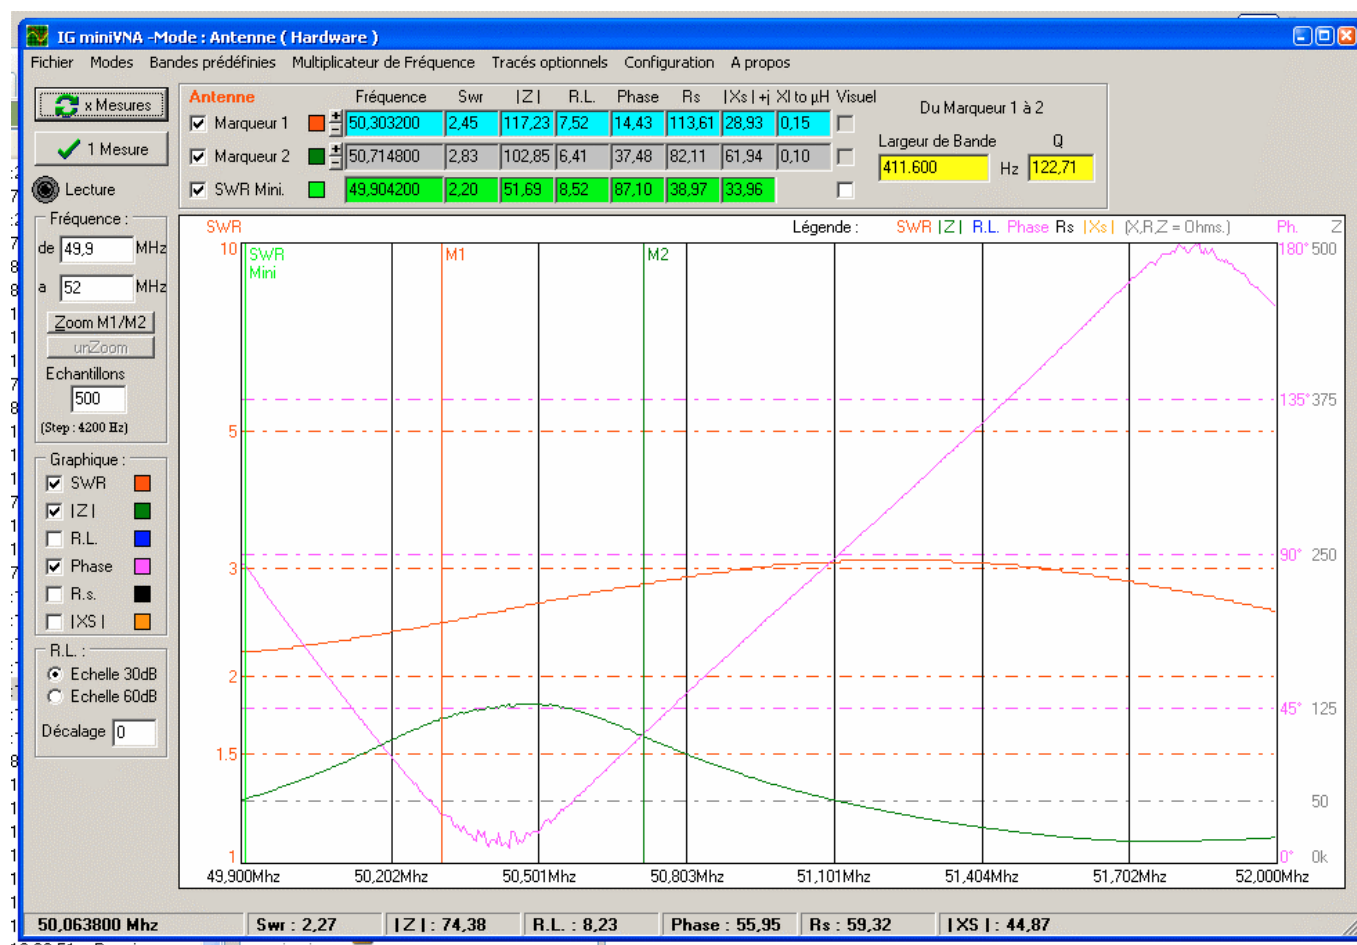 IG miniVNA -Mode : Antenne ( Hardware )
Fichier Modes Bandes prédéfinies Multiplicateur de Fréquence Tracés optionnels Configuration A propos
x Mesures
1 Mesure
Lecture
Antenne Fréquence Swr |Z| R.L. Phase Rs |Xs|+j Xl to µH Visuel
Marqueur 1 50,303200 2,45 117,23 7,52 14,43 113,61 28,93 0,15
Marqueur 2 50,714800 2,83 102,85 6,41 37,48 82,11 61,94 0,10
SWR Mini. 49,904200 2,20 51,69 8,52 87,10 38,97 33,96
Du Marqueur 1 à 2
Largeur de Bande Q
411.600 Hz 122,71
Fréquence :
de 49,9 MHz
a 52 MHz
Zoom M1/M2
unZoom
Echantillons
500
(Step : 4200 Hz)
Graphique :
SWR
|Z|
R.L.
Phase
R.s.
|XS|
R.L. :
Echelle 30dB
Echelle 60dB
Décalage 0
SWR Légende : SWR |Z| R.L. Phase Rs |Xs| (X,R,Z = Ohms.) Ph. Z
10 SWR Mini M1 M2 180° 500
135° 375
5
90° 250
3
2
45° 125
1.5
50
1 0° 0k
49,900Mhz 50,202Mhz 50,501Mhz 50,803Mhz 51,101Mhz 51,404Mhz 51,702Mhz 52,000Mhz
50,063800 Mhz Swr : 2,27 |Z| : 74,38 R.L. : 8,23 Phase : 55,95 Rs : 59,32 |XS| : 44,87